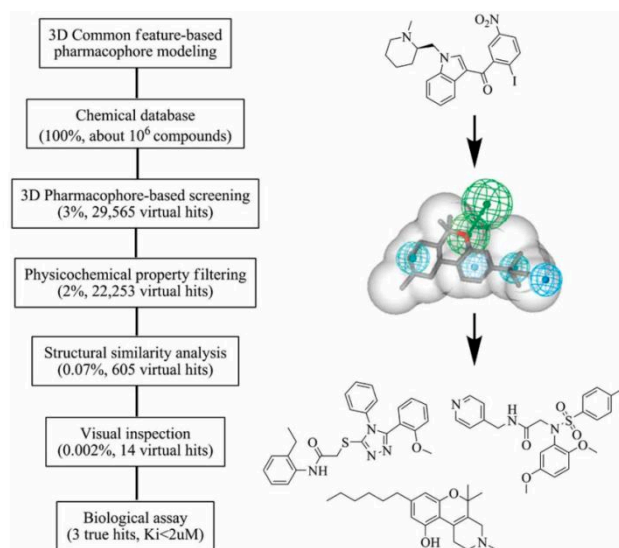 3D Common feature-based
pharmacophore modeling
Chemical database
(100%, about 10⁶ compounds)
3D Pharmacophore-based screening
(3%, 29,565 virtual hits)
Physicochemical property filtering
(2%, 22,253 virtual hits)
Structural similarity analysis
(0.07%, 605 virtual hits)
Visual inspection
(0.002%, 14 virtual hits)
Biological assay
(3 true hits, Ki<2uM)
NO₂
N
N
O
I
O
N
H
S
N
N
N
O
N
H
N
O
N
S
O
O
O
O
O
OH
N